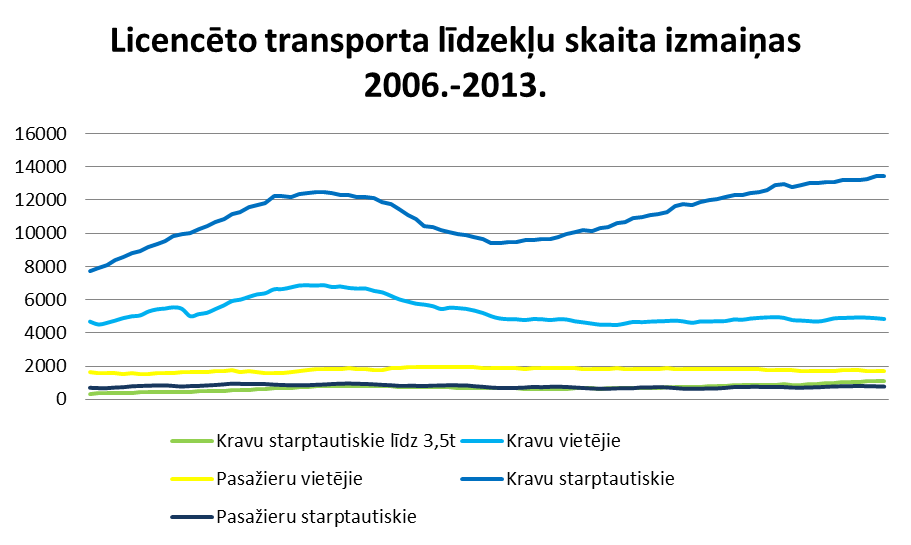 Licencēto transporta līdzekļu skaita izmaiņas
2006.-2013.
16000
14000
12000
10000
8000
6000
4000
2000
0
Kravu starptautiskie līdz 3,5t Kravu vietējie
Pasažieru vietējie Kravu starptautiskie
Pasažieru starptautiskie